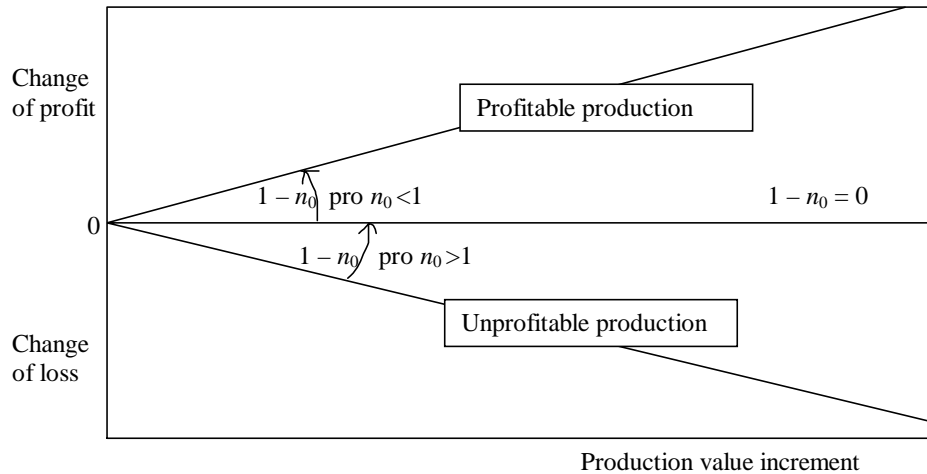 Change
of profit
Profitable production
1 – n₀ pro n₀ <1
1 – n₀ = 0
0
1 – n₀ pro n₀ >1
Unprofitable production
Change
of loss
Production value increment